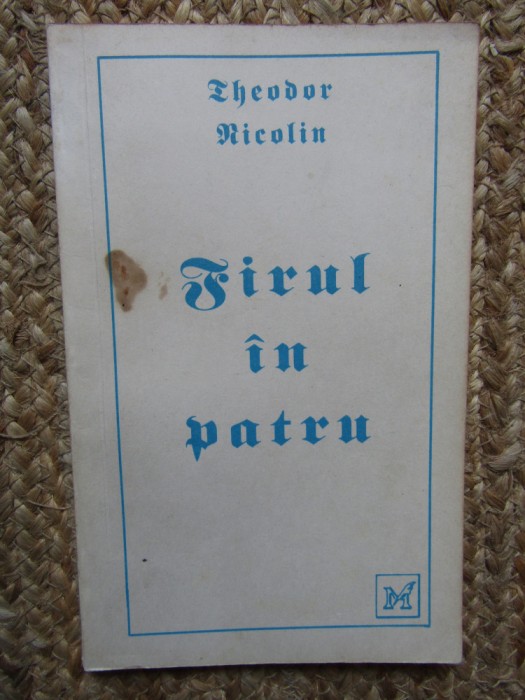 Theodor
Nicolin
Firul
în
patru
M